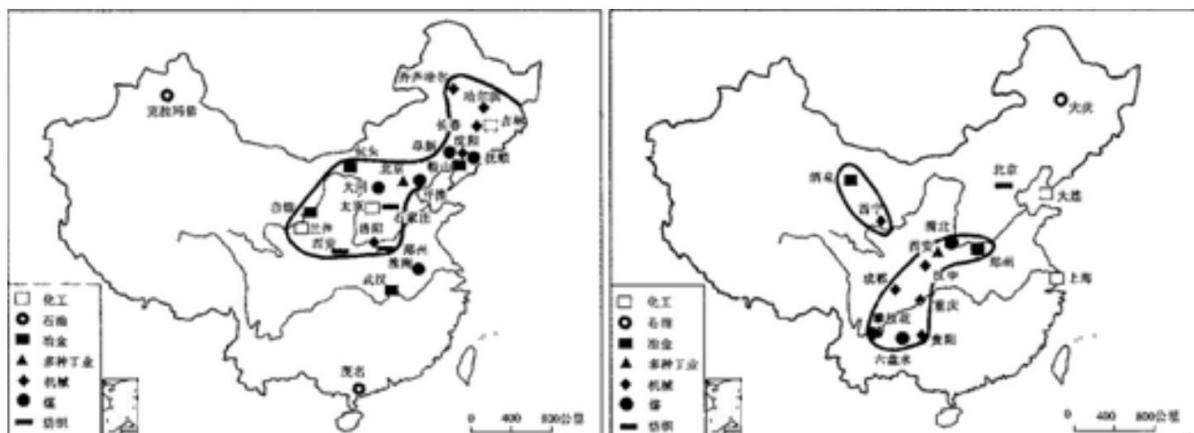 克拉玛依
齐齐哈尔
哈尔滨
长春
吉林
阜新
沈阳
抚顺
鞍山
包头
北京
大同
开滦
太原
石家庄
白银
兰州
洛阳
西安
郑州
淮南
武汉
茂名
化工
石油
冶金
多种工业
机械
煤
纺织
0 400 800公里
大庆
酒泉
北京
大连
西宁
渭北
西安
郑州
汉中
成都
上海
重庆
攀枝花
贵阳
六盘水
化工
石油
冶金
多种工业
机械
煤
纺织
0 400 800公里